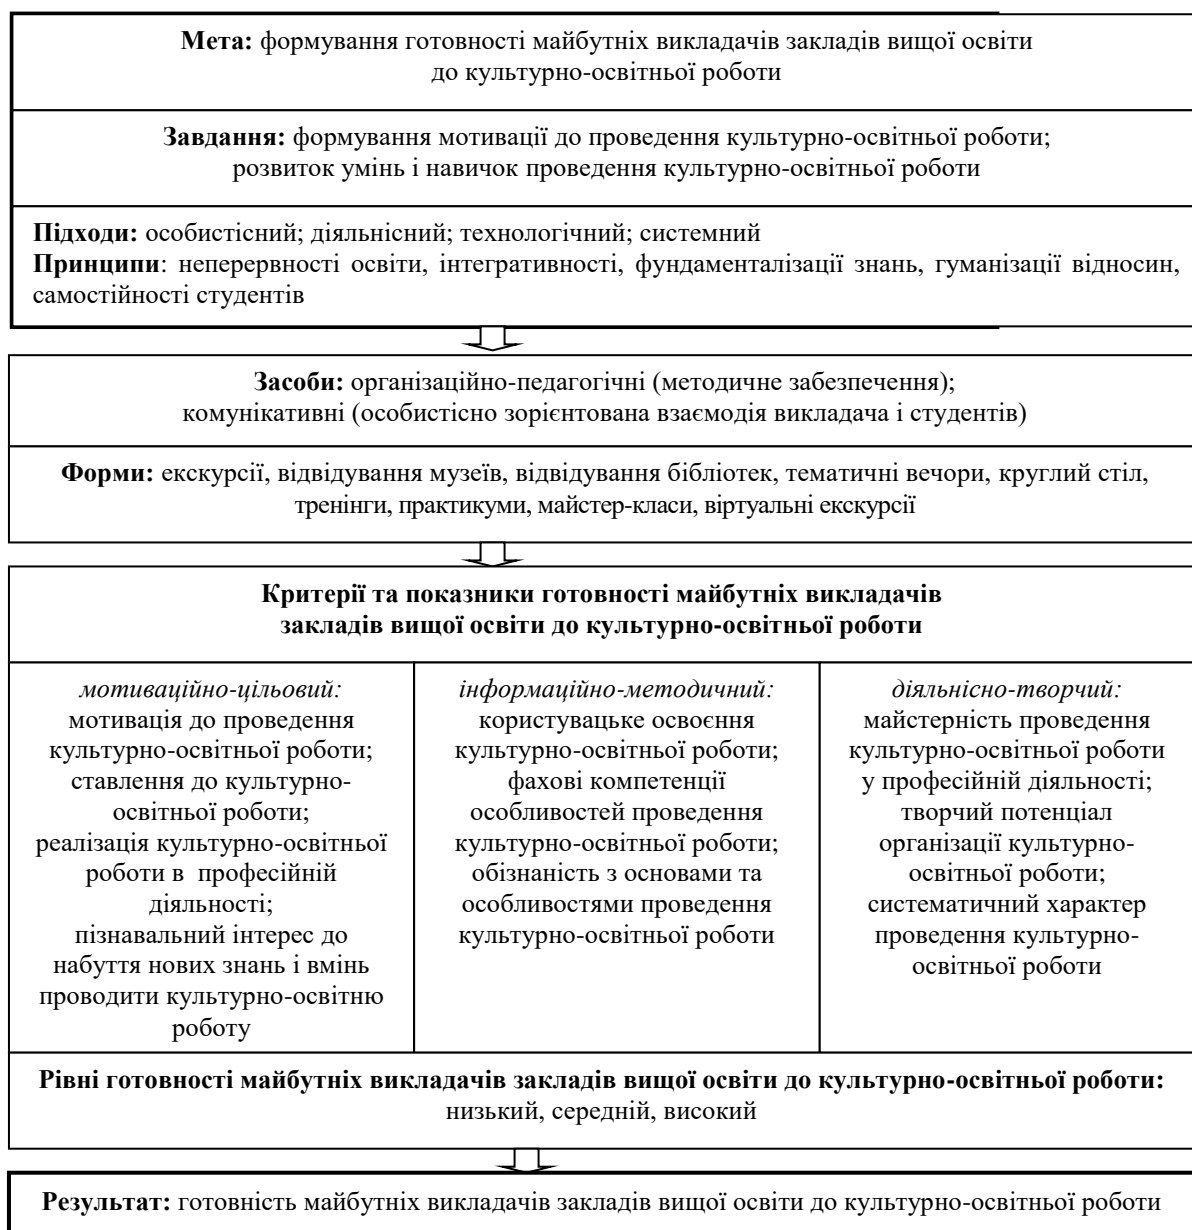 Мета: формування готовності майбутніх викладачів закладів вищої освіти
до культурно-освітньої роботи
Завдання: формування мотивації до проведення культурно-освітньої роботи;
розвиток умінь і навичок проведення культурно-освітньої роботи
Підходи: особистісний; діяльнісний; технологічний; системний
Принципи: неперервності освіти, інтегративності, фундаменталізації знань, гуманізації відносин,
самостійності студентів
Засоби: організаційно-педагогічні (методичне забезпечення);
комунікативні (особистісно зорієнтована взаємодія викладача і студентів)
Форми: екскурсії, відвідування музеїв, відвідування бібліотек, тематичні вечори, круглий стіл,
тренінги, практикуми, майстер-класи, віртуальні екскурсії
Критерії та показники готовності майбутніх викладачів
закладів вищої освіти до культурно-освітньої роботи
мотиваційно-цільовий:
мотивація до проведення
культурно-освітньої роботи;
ставлення до культурно-
освітньої роботи;
реалізація культурно-освітньої
роботи в професійній
діяльності;
пізнавальний інтерес до
набуття нових знань і вмінь
проводити культурно-освітню
роботу
інформаційно-методичний:
користувацьке освоєння
культурно-освітньої роботи;
фахові компетенції
особливостей проведення
культурно-освітньої роботи;
обізнаність з основами та
особливостями проведення
культурно-освітньої роботи
діяльнісно-творчий:
майстерність проведення
культурно-освітньої роботи
у професійній діяльності;
творчий потенціал
організації культурно-
освітньої роботи;
систематичний характер
проведення культурно-
освітньої роботи
Рівні готовності майбутніх викладачів закладів вищої освіти до культурно-освітньої роботи:
низький, середній, високий
Результат: готовність майбутніх викладачів закладів вищої освіти до культурно-освітньої роботи